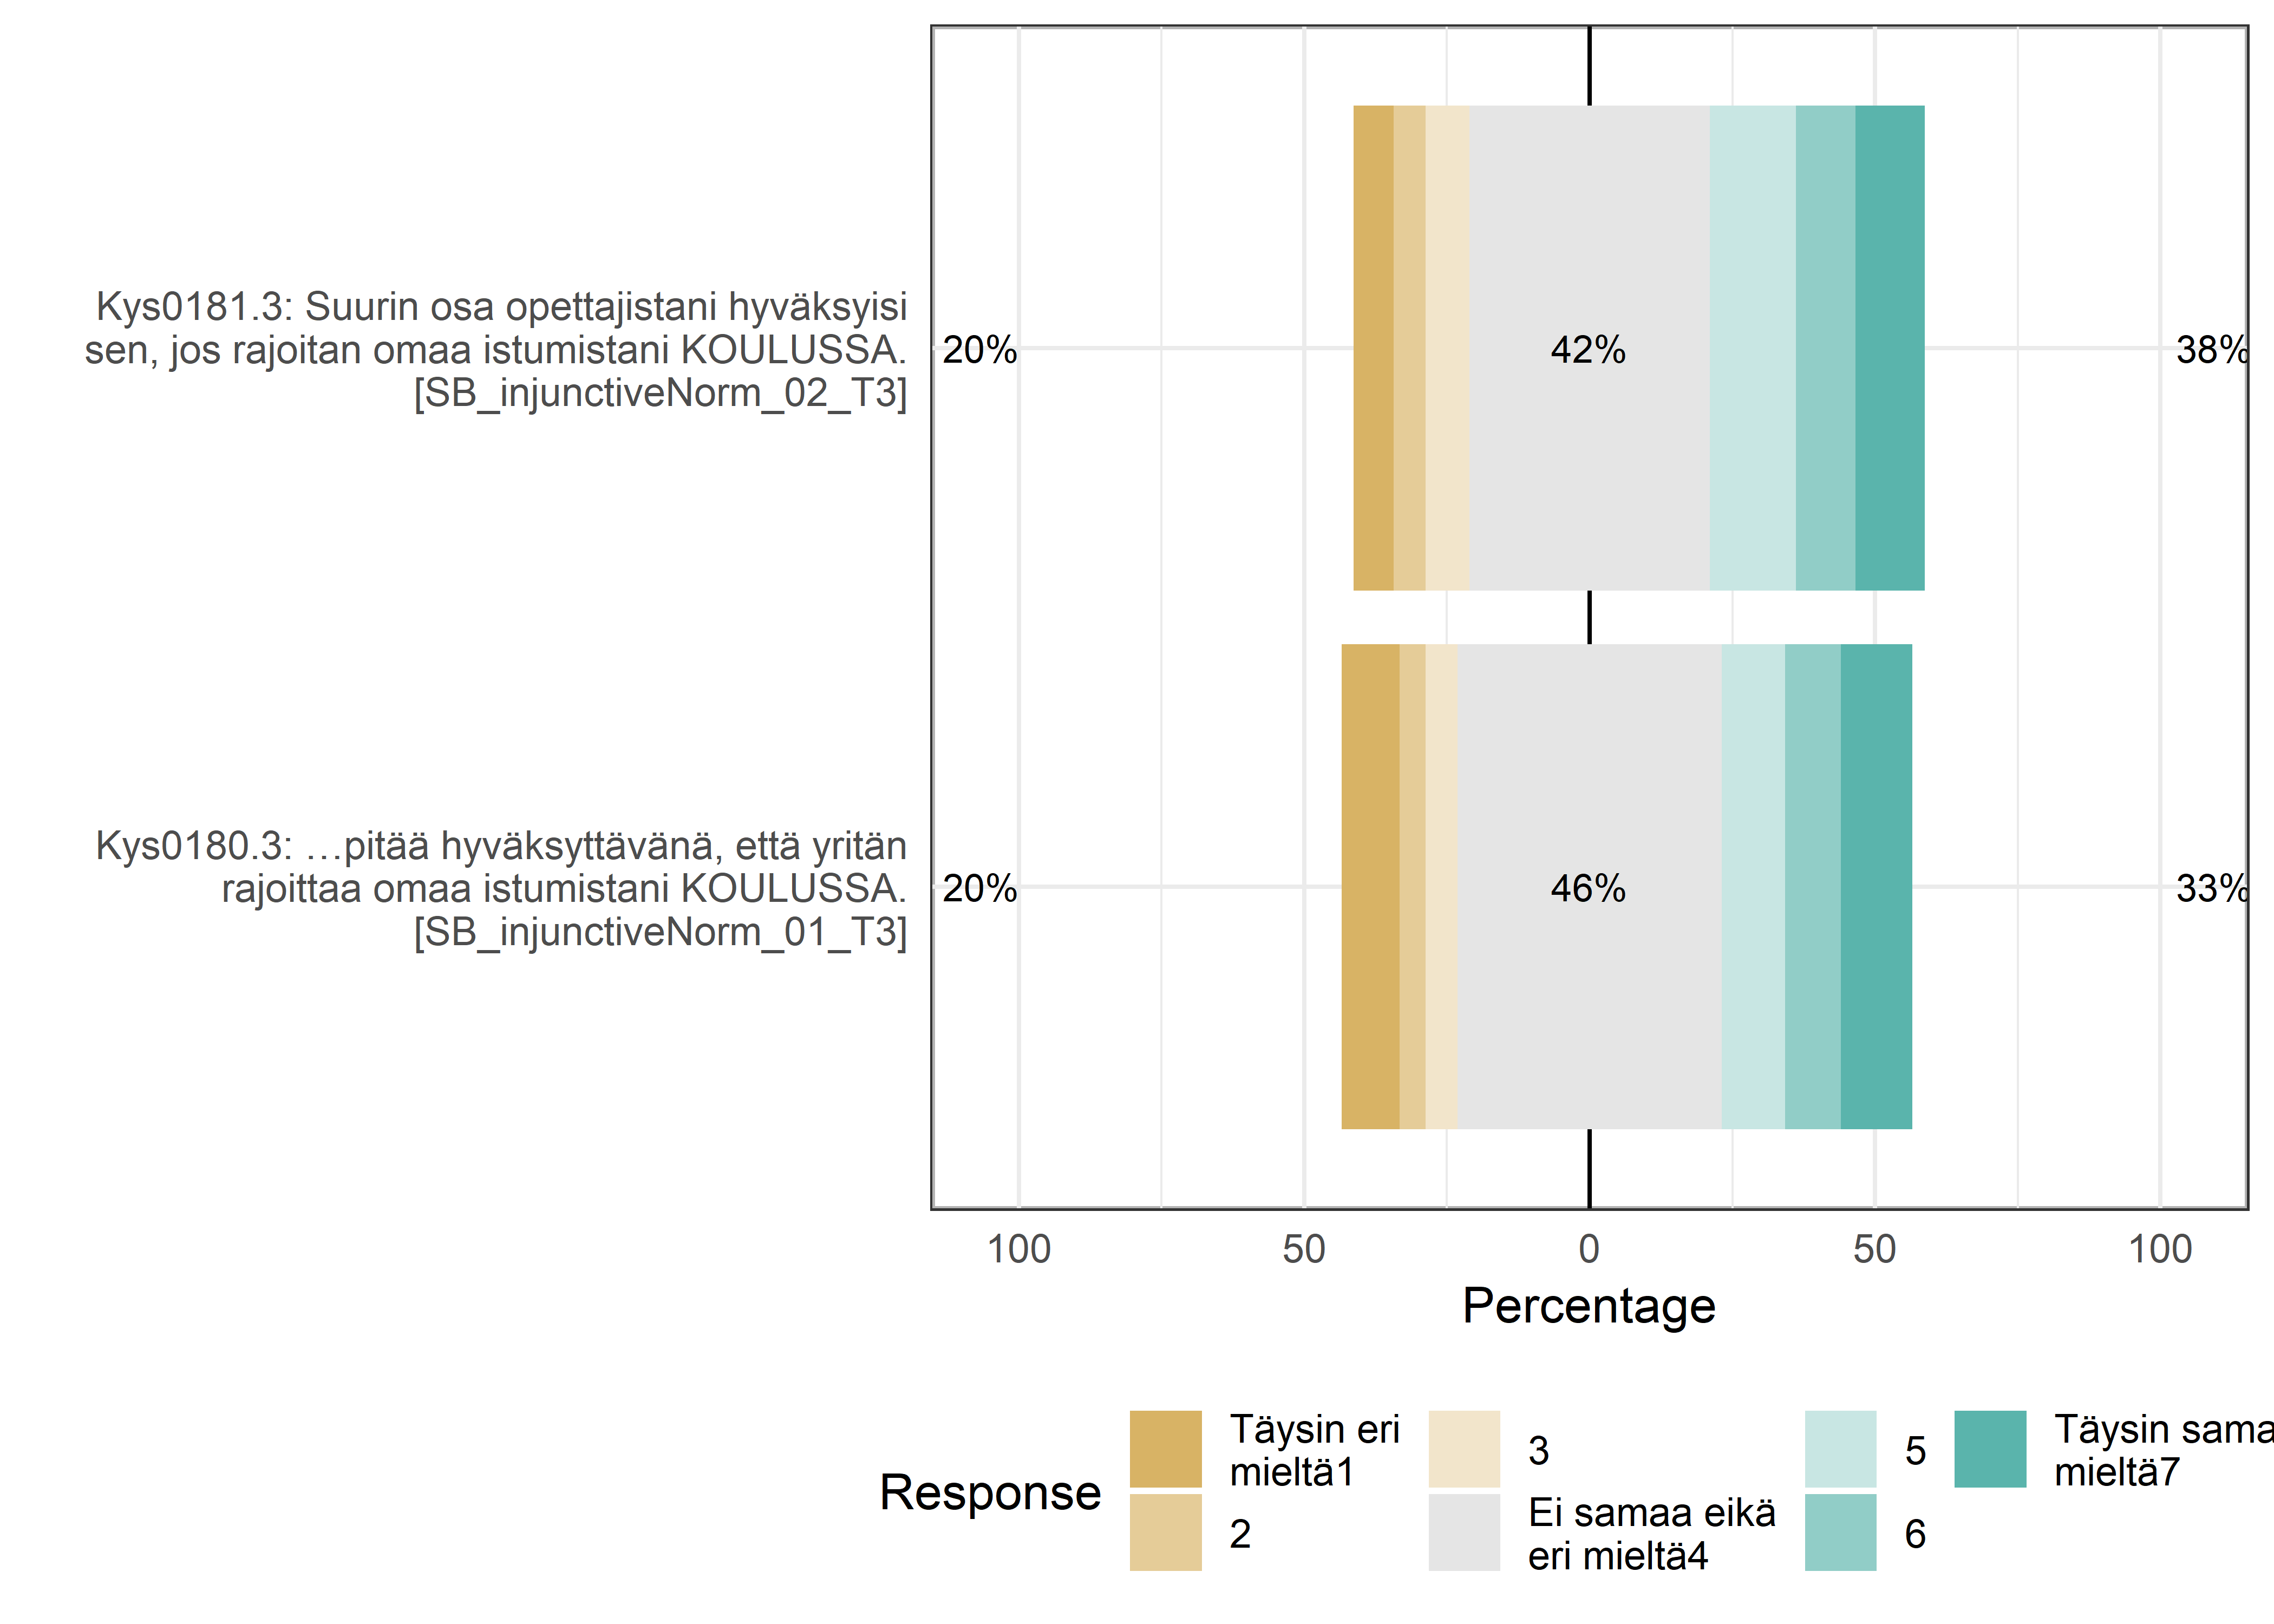 Kys0181.3: Suurin osa opettajistani hyväksyisi
sen, jos rajoitan omaa istumistani KOULUSSA.
[SB_injunctiveNorm_02_T3]
20%
42%
38%
Kys0180.3: …pitää hyväksyttävänä, että yritän
rajoittaa omaa istumistani KOULUSSA.
[SB_injunctiveNorm_01_T3]
20%
46%
33%
100
50
0
50
100
Percentage
Response
Täysin eri
mieltä1
2
3
Ei samaa eikä
eri mieltä4
5
6
Täysin sama
mieltä7